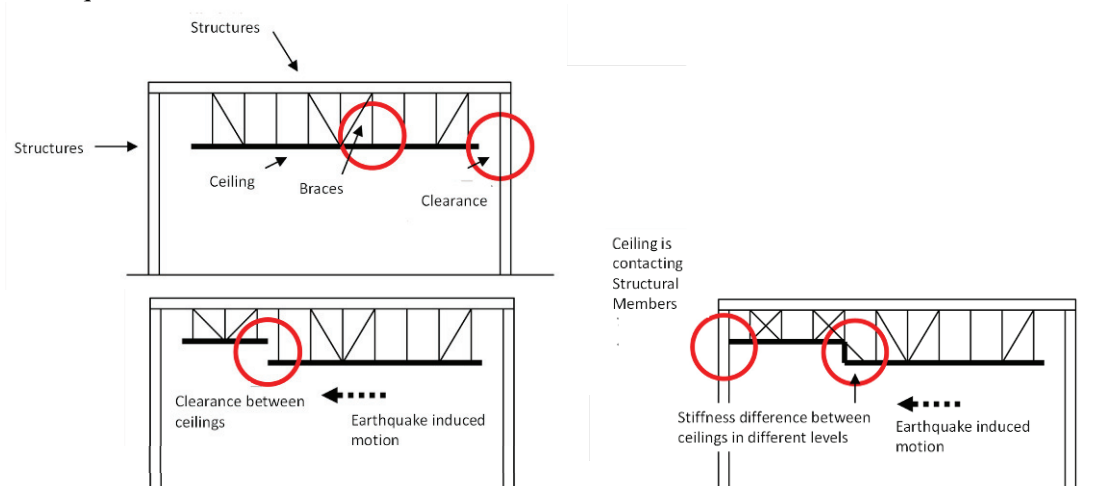 Structures
Structures
Ceiling
Braces
Clearance
Clearance between
ceilings
Earthquake induced
motion
Ceiling is
contacting
Structural
Members
Stiffness difference between
ceilings in different levels
Earthquake induced
motion